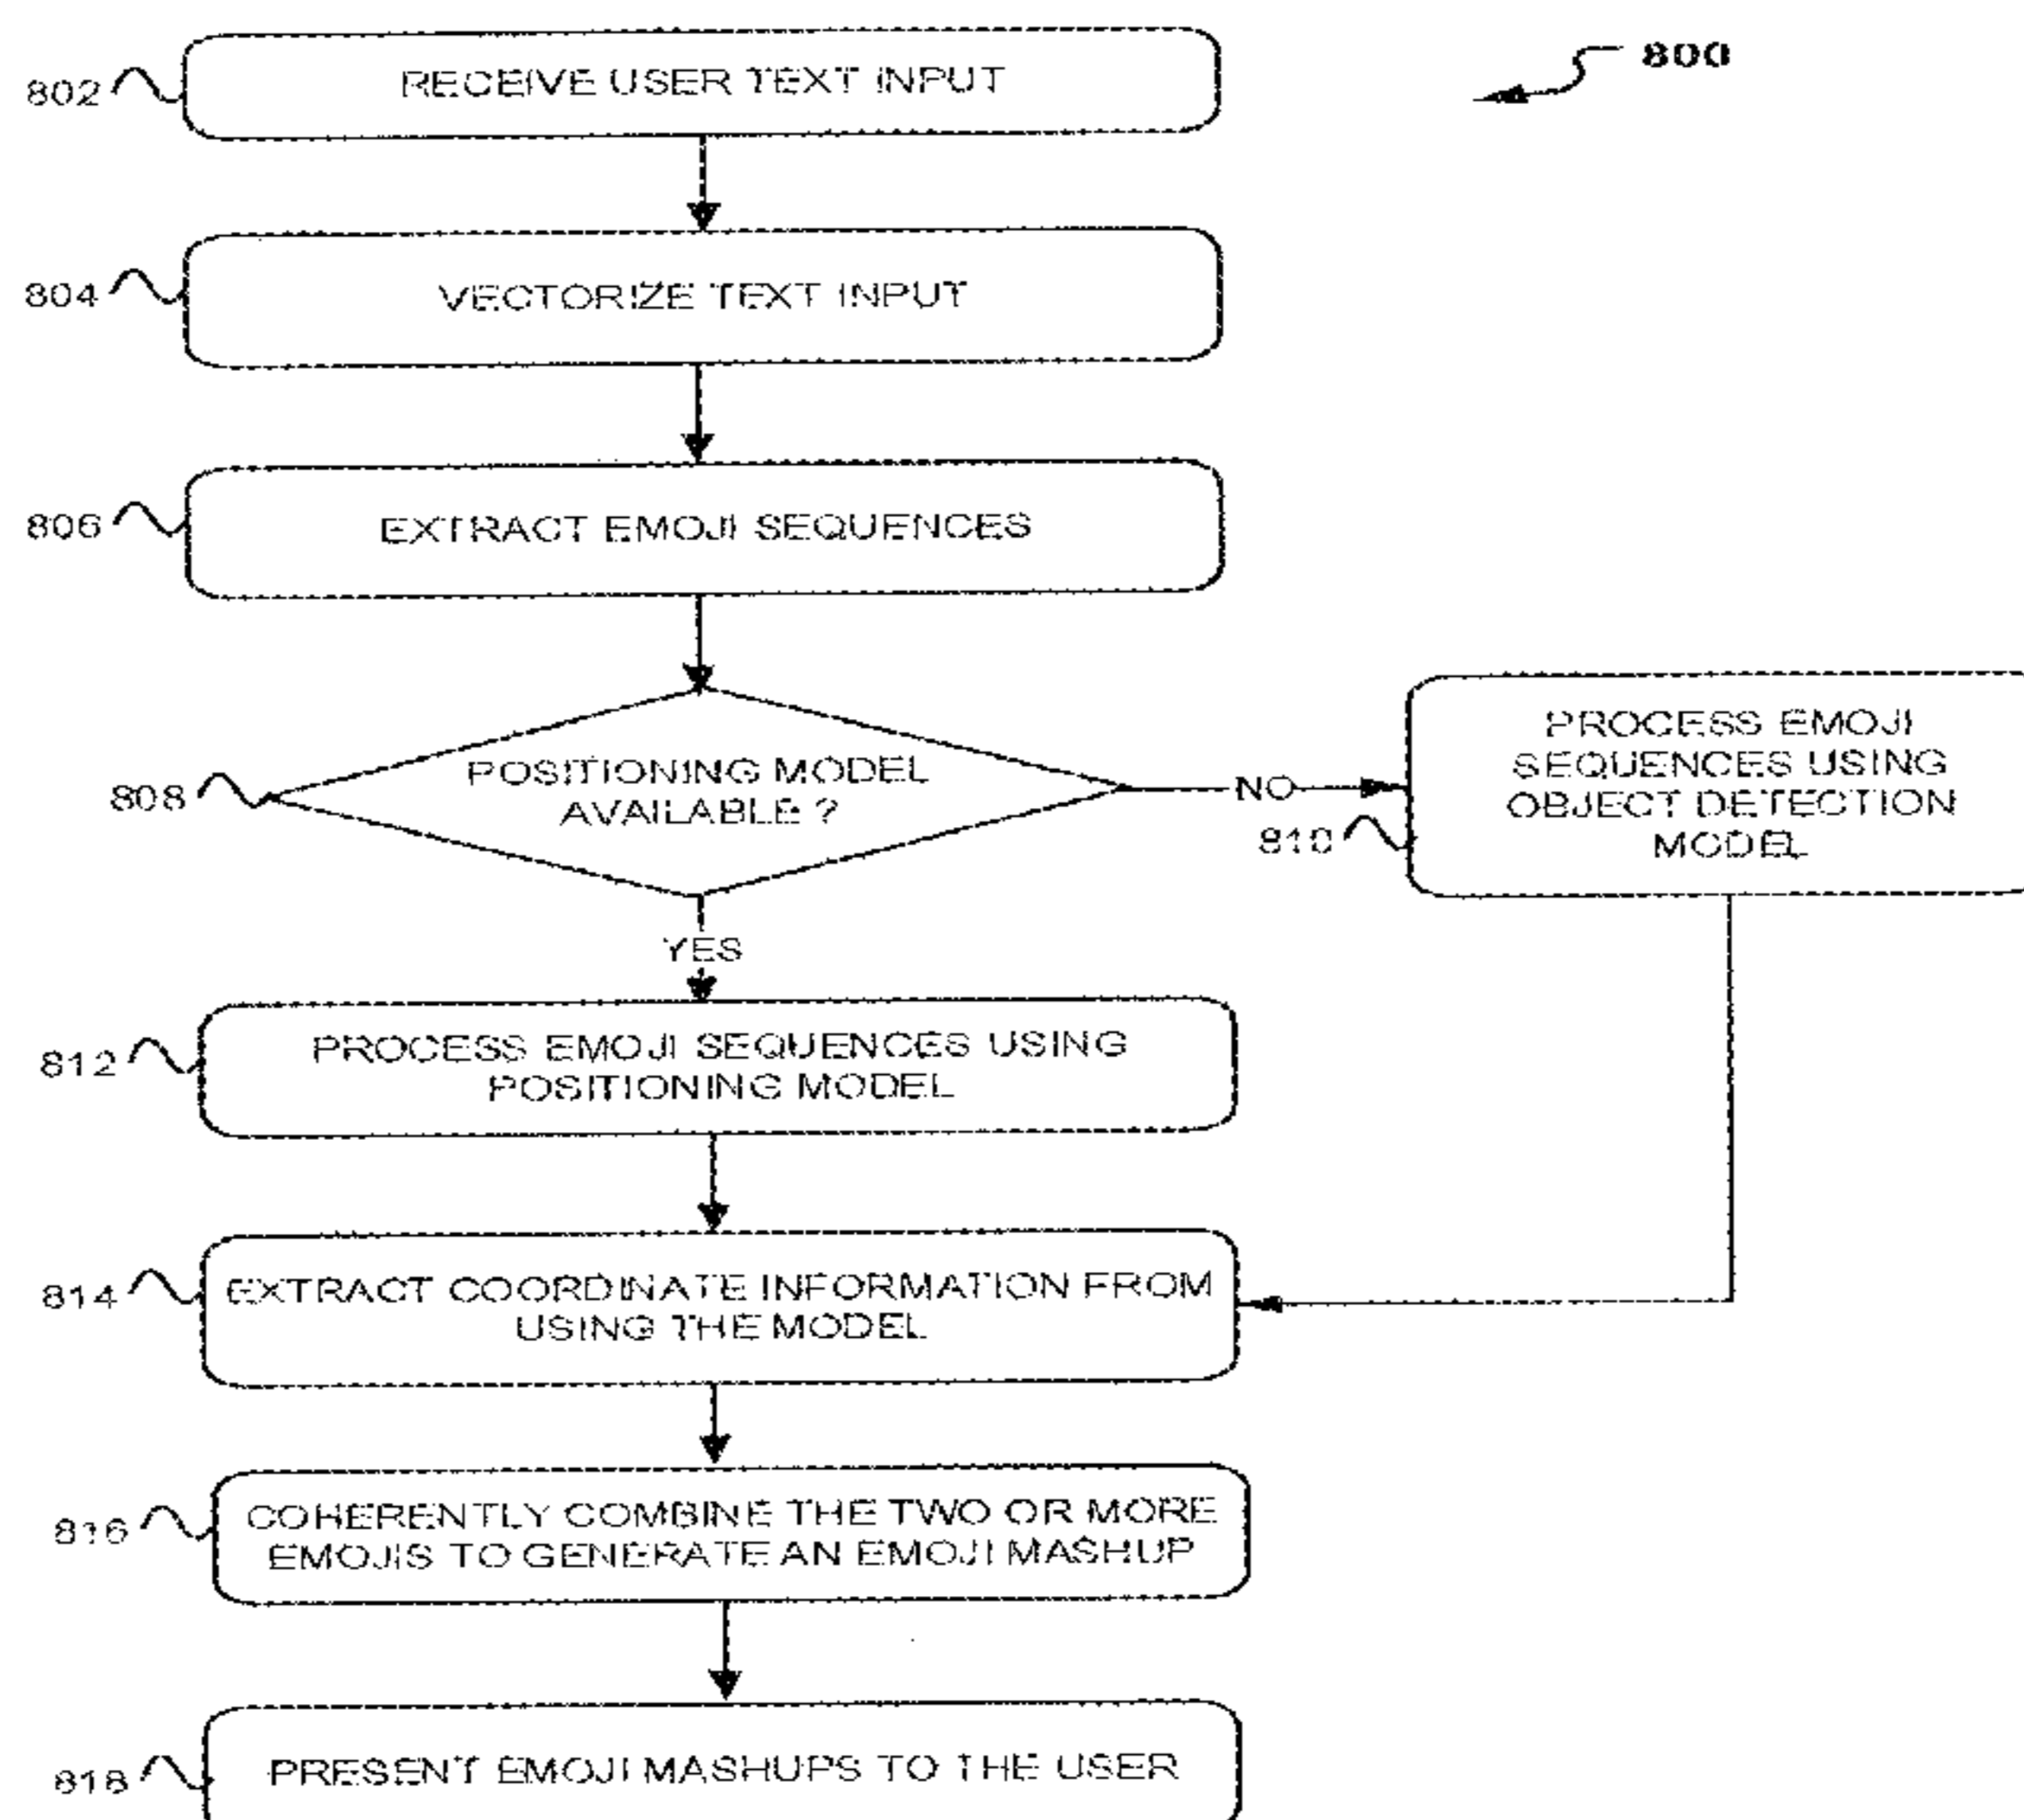 800
802
RECEIVE USER TEXT INPUT
804
VECTORIZE TEXT INPUT
806
EXTRACT EMOJI SEQUENCES
808
POSITIONING MODEL
AVAILABLE ?
NO
810
PROCESS EMOJI
SEQUENCES USING
OBJECT DETECTION
MODEL
YES
812
PROCESS EMOJI SEQUENCES USING
POSITIONING MODEL
814
EXTRACT COORDINATE INFORMATION FROM
USING THE MODEL
816
COHERENTLY COMBINE THE TWO OR MORE
EMOJIS TO GENERATE AN EMOJI MASHUP
818
PRESENT EMOJI MASHUPS TO THE USER